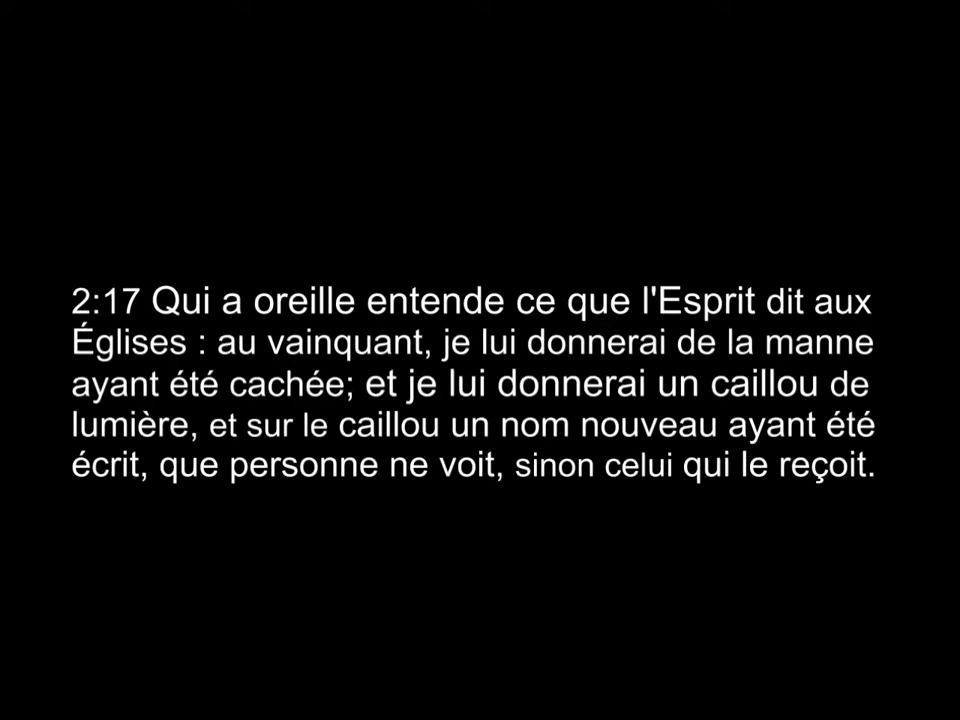 2:17 Qui a oreille entende ce que l'Esprit dit aux
Églises : au vainquant, je lui donnerai de la manne
ayant été cachée; et je lui donnerai un caillou de
lumière, et sur le caillou un nom nouveau ayant été
écrit, que personne ne voit, sinon celui qui le reçoit.